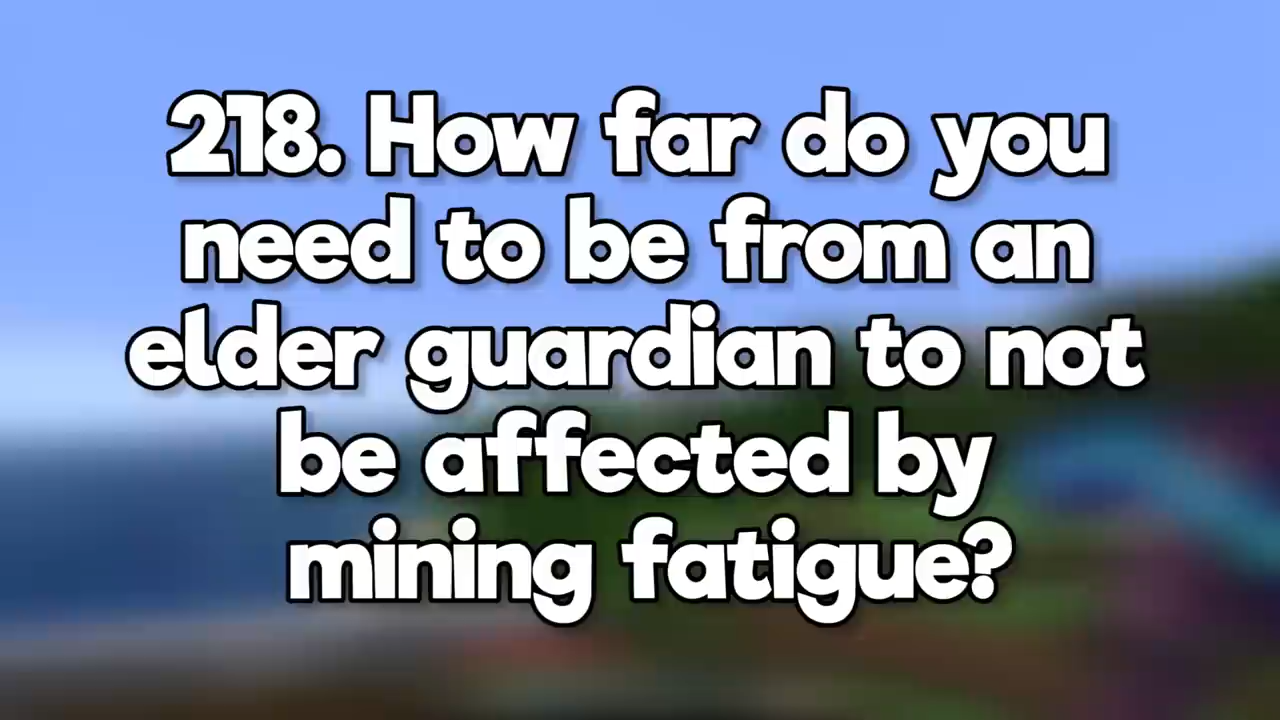 218. How far do you
need to be from an
elder guardian to not
be affected by
mining fatigue?